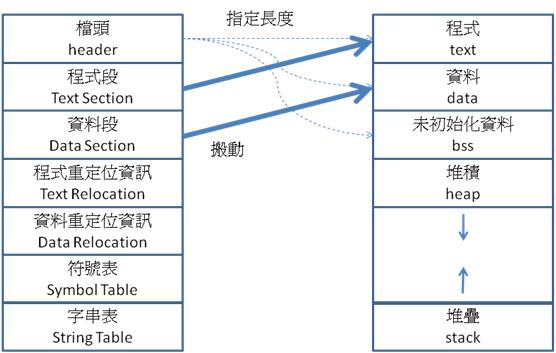 指定長度
檔頭
header
程式段
Text Section
資料段
Data Section
程式重定位資訊
Text Relocation
資料重定位資訊
Data Relocation
符號表
Symbol Table
字串表
String Table
搬動
程式
text
資料
data
未初始化資料
bss
堆積
heap
堆疊
stack